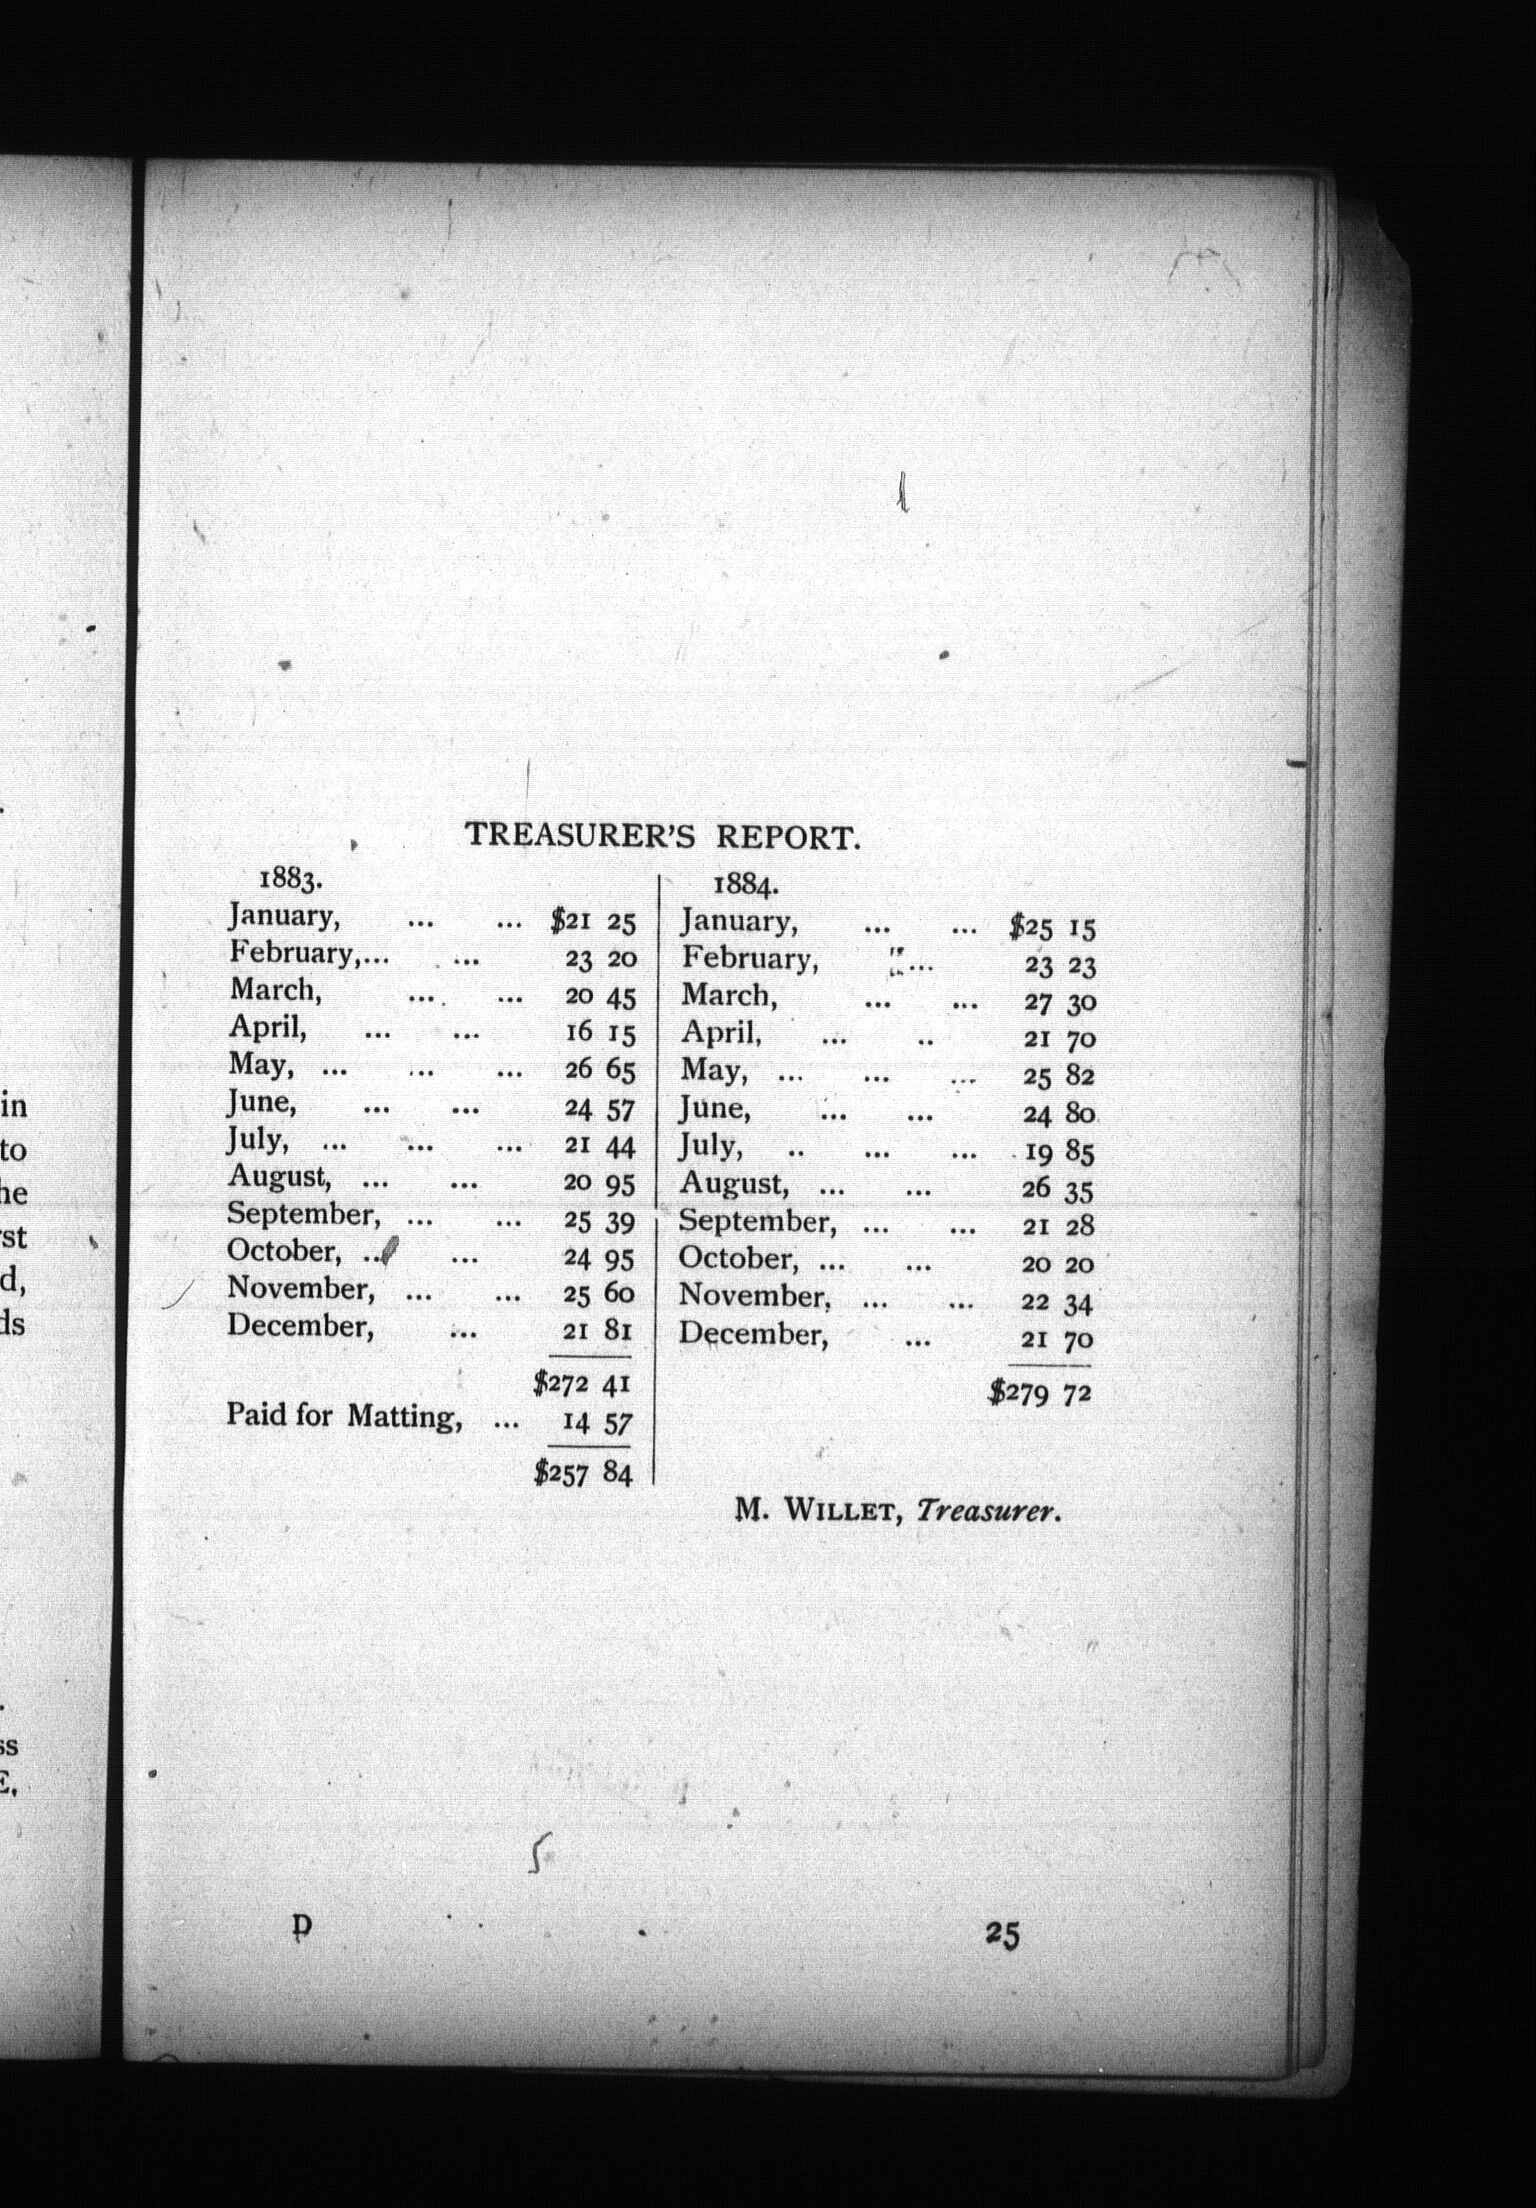 TREASURER'S REPORT.
1883.
January, ... ... $21 25
February,... ... 23 20
March, ... ... 20 45
April, ... ... 16 15
May, ... ... ... 26 65
June, ... ... 24 57
July, ... ... ... 21 44
August, ... ... 20 95
September, ... ... 25 39
October, ... ... 24 95
November, ... ... 25 60
December, ... 21 81
$272 41
Paid for Matting, ... 14 57
$257 84
1884.
January, ... ... $25 15
February, ... 23 23
March, ... ... 27 30
April, ... .. 21 70
May, ... ... ... 25 82
June, ... ... 24 80
July, .. ... ... 19 85
August, ... ... 26 35
September, ... ... 21 28
October, ... ... 20 20
November, ... ... 22 34
December, ... 21 70
$279 72
M. WILLET, Treasurer.
D 25
in
to